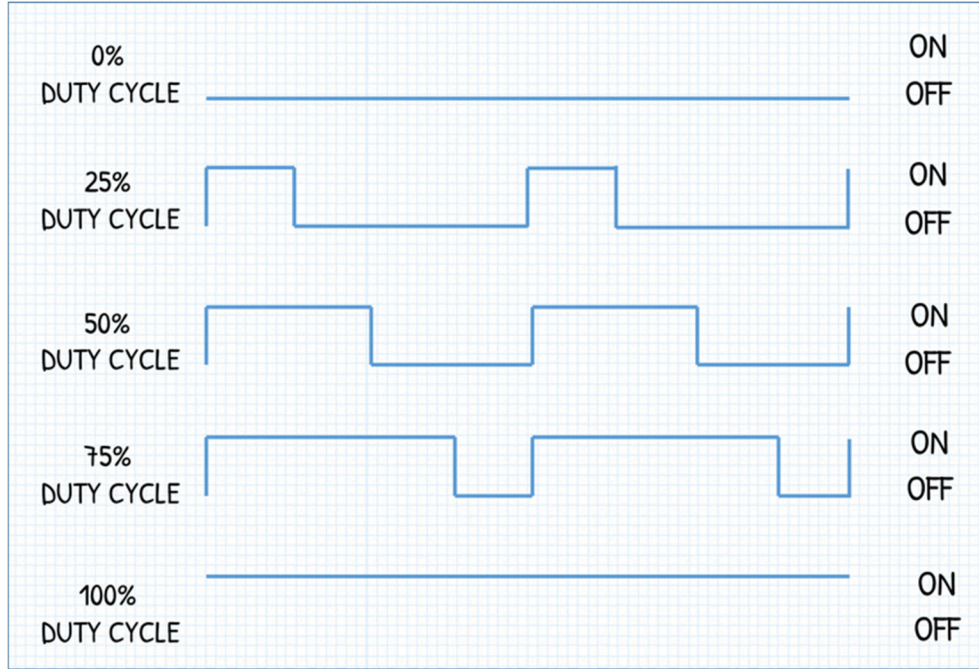 0%
DUTY CYCLE
ON
OFF
25%
DUTY CYCLE
ON
OFF
50%
DUTY CYCLE
ON
OFF
75%
DUTY CYCLE
ON
OFF
100%
DUTY CYCLE
ON
OFF